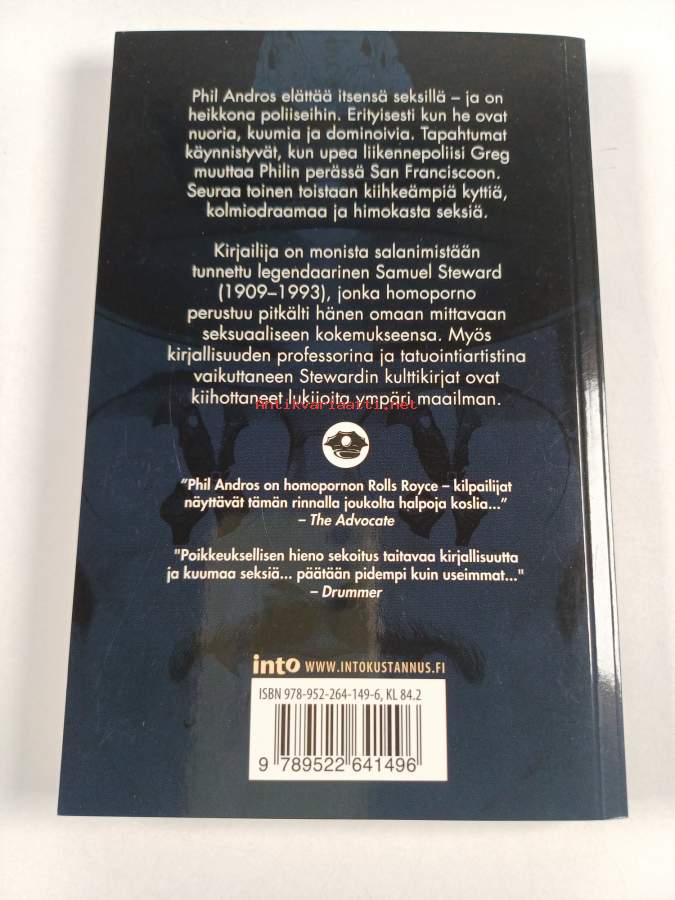 Phil Andros elättää itsensä seksillä – ja on
heikkona poliiseihin. Erityisesti kun he ovat
nuoria, kuumia ja dominoivia. Tapahtumat
käynnistyvät, kun upea liikennepoliisi Greg
muuttaa Philin perässä San Franciscoon.
Seuraa toinen toistaan kiihkeämpiä kyttiä,
kolmiodraamaa ja himokasta seksiä.
Kirjailija on monista salanimistään
tunnettu legendaarinen Samuel Steward
(1909–1993), jonka homoporno
perustuu pitkälti hänen omaan mittavaan
seksuaaliseen kokemukseensa. Myös
kirjallisuuden professorina ja tatuointiartistina
vaikuttaneen Stewardin kulttikirjat ovat
kiihottaneet lukijoita ympäri maailman.
Antikvariaatti.net
“Phil Andros on homopornon Rolls Royce – kilpailijat
näyttävät tämän rinnalla joukolta halpoja koslia...”
– The Advocate
"Poikkeuksellisen hieno sekoitus taitavaa kirjallisuutta
ja kuumaa seksiä... päätään pidempi kuin useimmat..."
– Drummer
into WWW.INTOKUSTANNUS.FI
ISBN 978-952-264-149-6, KL 84.2
9 789522 641496